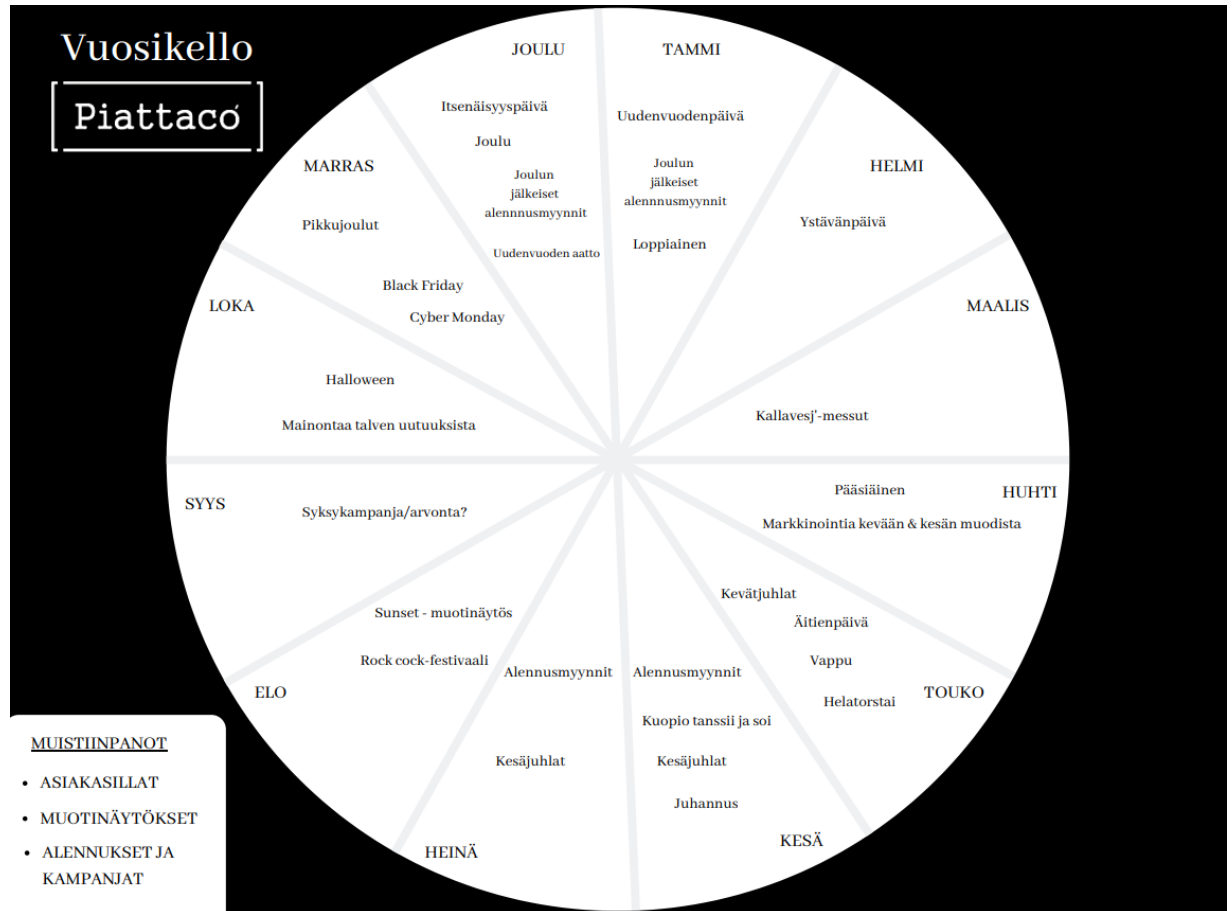 Vuosikello
Piattacó
JOULU
Itsenäisyyspäivä
Joulu
Joulun
jälkeiset
alennnusmyynnit
Uudenvuoden aatto
TAMMI
Uudenvuodenpäivä
Joulun
jälkeiset
alennnusmyynnit
Loppiainen
HELMI
Ystävänpäivä
MAALIS
Kallavesj'-messut
HUHTI
Pääsiäinen
Markkinointia kevään & kesän muodista
TOUKO
Kevätjuhlat
Äitienpäivä
Vappu
Helatorstai
KESÄ
Alennusmyynnit
Kuopio tanssii ja soi
Kesäjuhlat
Juhannus
HEINÄ
Alennusmyynnit
Kesäjuhlat
ELO
Sunset - muotinäytös
Rock cock-festivaali
SYYS
Syksykampanja/arvonta?
LOKA
Halloween
Mainontaa talven uutuuksista
MARRAS
Pikkujoulut
Black Friday
Cyber Monday
MUISTIINPANOT
• ASIAKASILLAT
• MUOTINÄYTÖKSET
• ALENNUKSET JA
KAMPANJAT